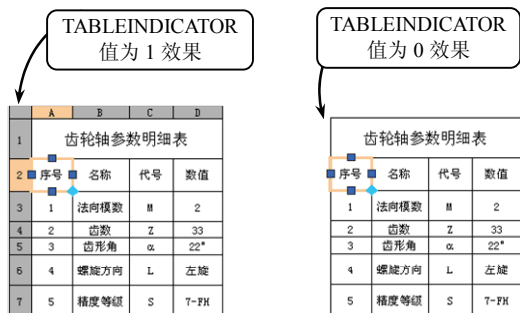 TABLEINDICATOR
值为 1 效果
TABLEINDICATOR
值为 0 效果
A B C D
1 齿轮轴参数明细表
2 序号 名称 代号 数值
3 1 法向模数 M 2
4 2 齿数 Z 33
5 3 齿形角 α 22°
6 4 螺旋方向 L 左旋
7 5 精度等级 S 7-FH
齿轮轴参数明细表
序号 名称 代号 数值
1 法向模数 M 2
2 齿数 Z 33
3 齿形角 α 22°
4 螺旋方向 L 左旋
5 精度等级 S 7-FH